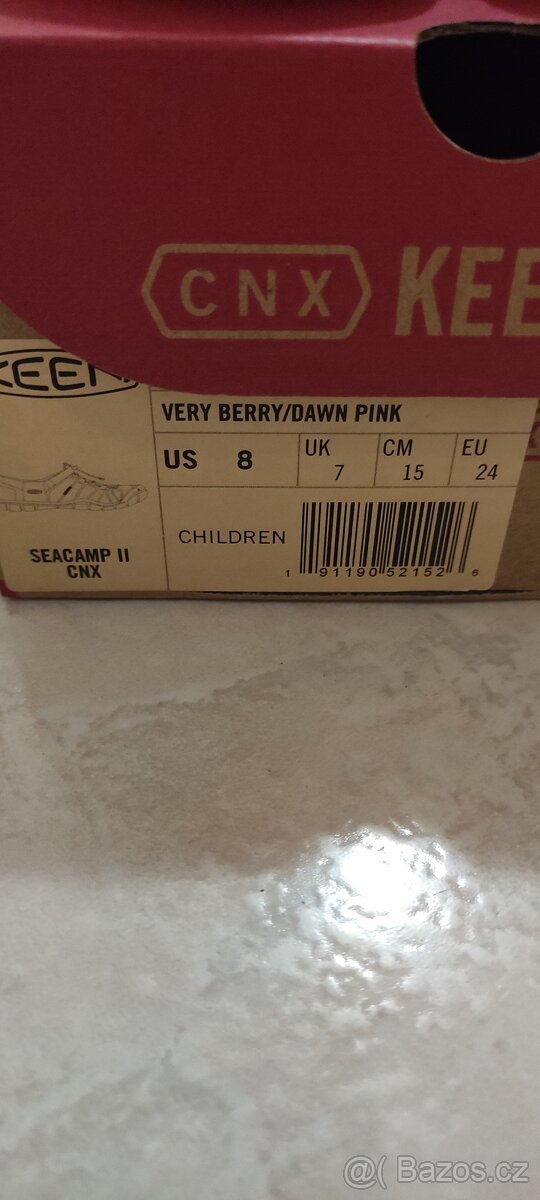 CNX KEE
KEEN
VERY BERRY/DAWN PINK
US 8 UK 7 CM 15 EU 24
SEACAMP II
CNX
CHILDREN
1 91190 52152 6
@( Bazos.cz